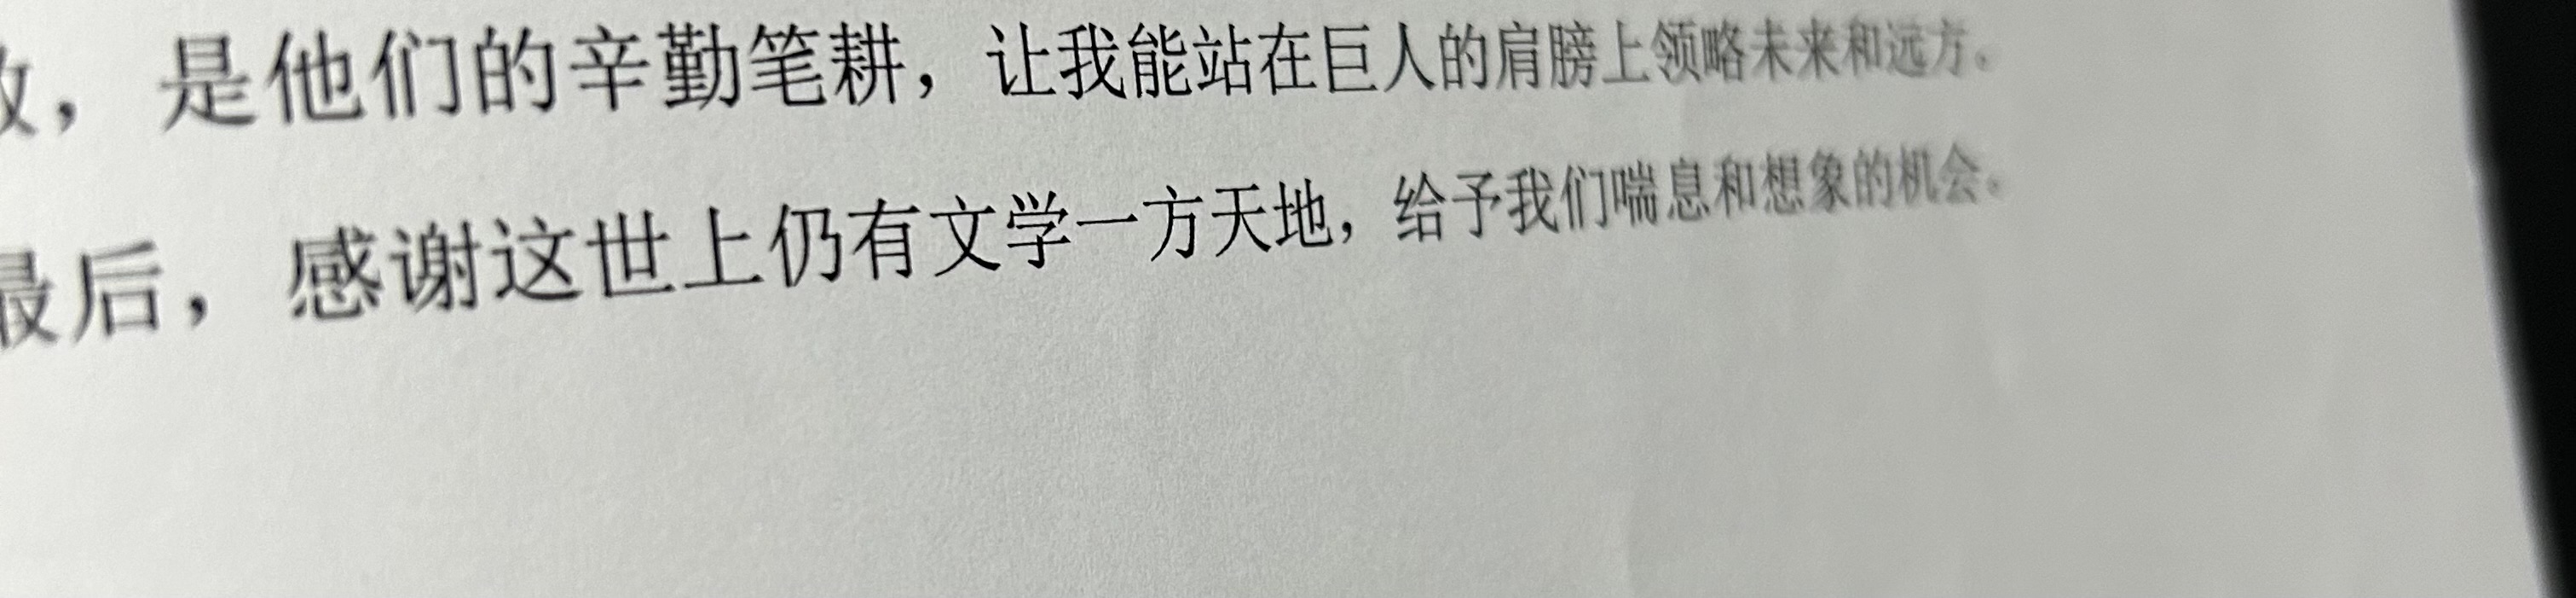 ，是他们的辛勤笔耕，让我能站在巨人的肩膀上领略未来和远方。
最后，感谢这世上仍有文学一方天地，给予我们喘息和想象的机会。